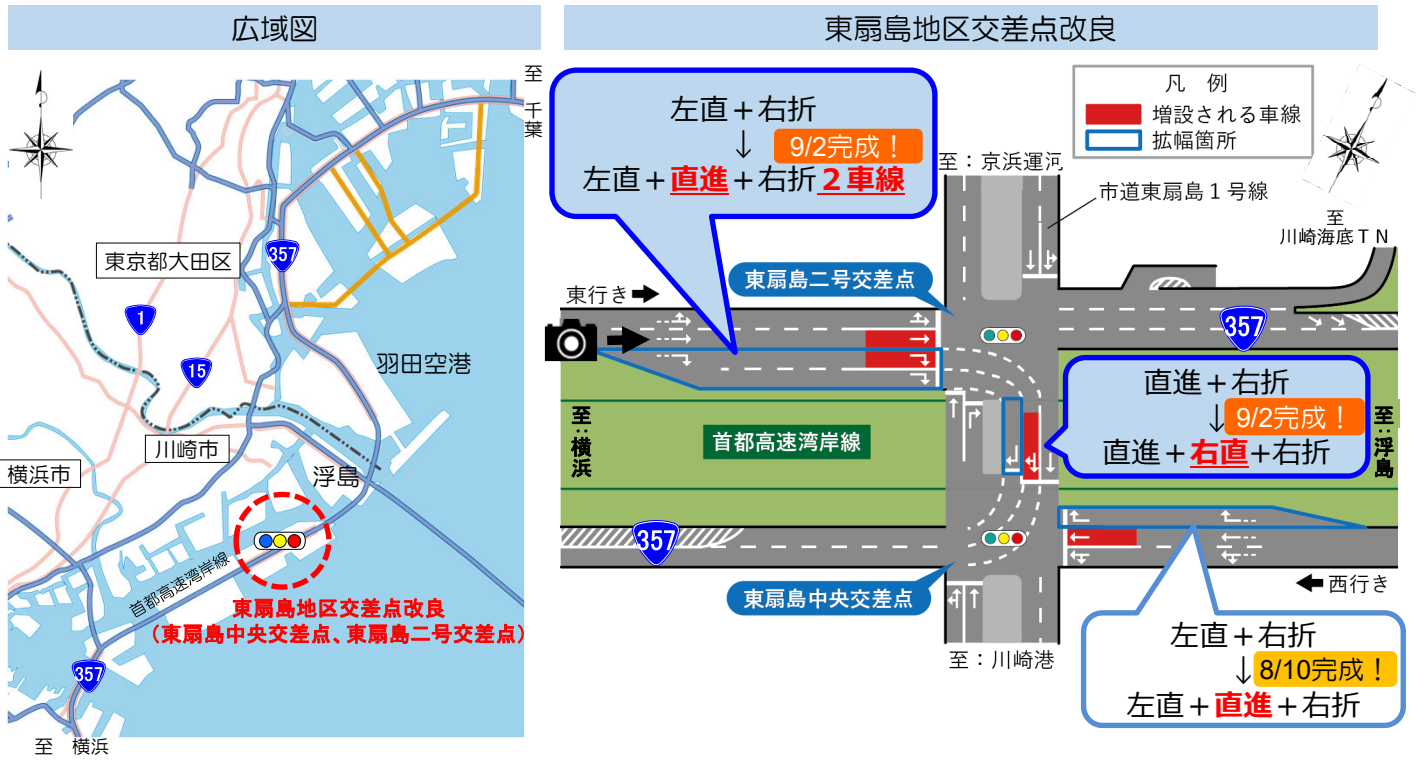 広域図
至
千
葉
357
東京都大田区
1
15
羽田空港
川崎市
横浜市
浮島
首都高速湾岸線
東扇島地区交差点改良
（東扇島中央交差点、東扇島二号交差点）
357
至 横浜
東扇島地区交差点改良
左直＋右折
↓ 9/2完成！
左直＋直進＋右折２車線
凡 例
増設される車線
拡幅箇所
至：京浜運河
市道東扇島１号線
至
川崎海底ＴＮ
東扇島二号交差点
東行き
357
直進＋右折
↓ 9/2完成！
直進＋右直＋右折
至：横浜
首都高速湾岸線
至：浮島
357
東扇島中央交差点
西行き
至：川崎港
左直＋右折
↓ 8/10完成！
左直＋直進＋右折